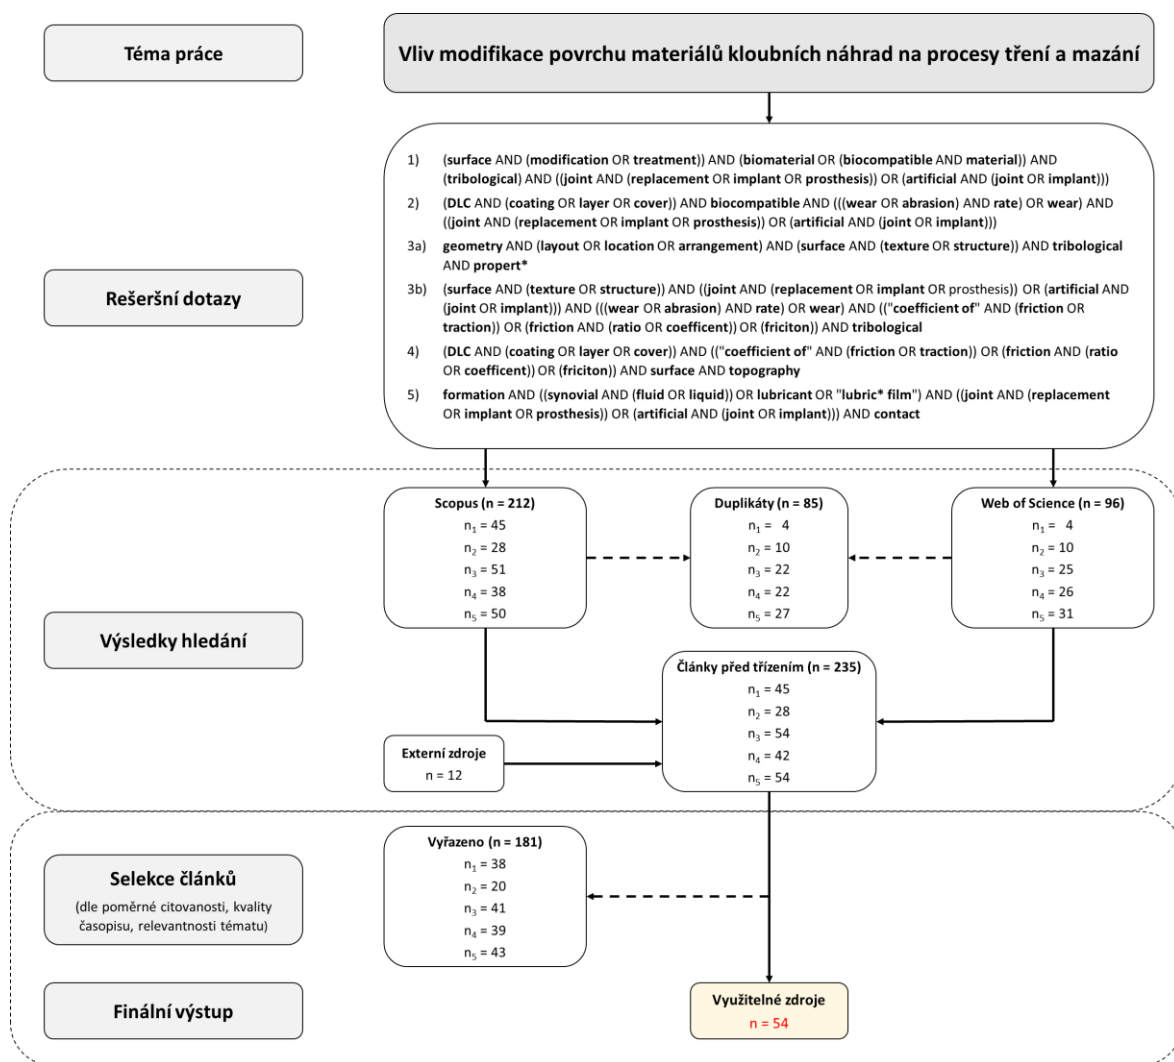 Téma práce
Vliv modifikace povrchu materiálů kloubních náhrad na procesy tření a mazání
Rešeršní dotazy
1) (surface AND (modification OR treatment)) AND (biomaterial OR (biocompatible AND material)) AND
(tribological) AND ((joint AND (replacement OR implant OR prosthesis)) OR (artificial AND (joint OR implant)))
2) (DLC AND (coating OR layer OR cover)) AND biocompatible AND (((wear OR abrasion) AND rate) OR wear) AND
((joint AND (replacement OR implant OR prosthesis)) OR (artificial AND (joint OR implant)))
3a) geometry AND (layout OR location OR arrangement) AND (surface AND (texture OR structure)) AND tribological
AND propert*
3b) (surface AND (texture OR structure)) AND ((joint AND (replacement OR implant OR prosthesis)) OR (artificial AND
(joint OR implant))) AND (((wear OR abrasion) AND rate) OR wear) AND (("coefficient of" AND (friction OR
traction)) OR (friction AND (ratio OR coefficent)) OR (friciton)) AND tribological
4) (DLC AND (coating OR layer OR cover)) AND (("coefficient of" AND (friction OR traction)) OR (friction AND (ratio
OR coefficent)) OR (friciton)) AND surface AND topography
5) formation AND ((synovial AND (fluid OR liquid)) OR lubricant OR "lubric* film") AND ((joint AND (replacement
OR implant OR prosthesis)) OR (artificial AND (joint OR implant))) AND contact
Výsledky hledání
Scopus (n = 212)
n₁ = 45
n₂ = 28
n₃ = 51
n₄ = 38
n₅ = 50
Duplikáty (n = 85)
n₁ = 4
n₂ = 10
n₃ = 22
n₄ = 22
n₅ = 27
Web of Science (n = 96)
n₁ = 4
n₂ = 10
n₃ = 25
n₄ = 26
n₅ = 31
Články před třízením (n = 235)
n₁ = 45
n₂ = 28
n₃ = 54
n₄ = 42
n₅ = 54
Externí zdroje
n = 12
Selekce článků
(dle poměrné citovanosti, kvality
časopisu, relevantnosti tématu)
Vyřazeno (n = 181)
n₁ = 38
n₂ = 20
n₃ = 41
n₄ = 39
n₅ = 43
Finální výstup
Využitelné zdroje
n = 54